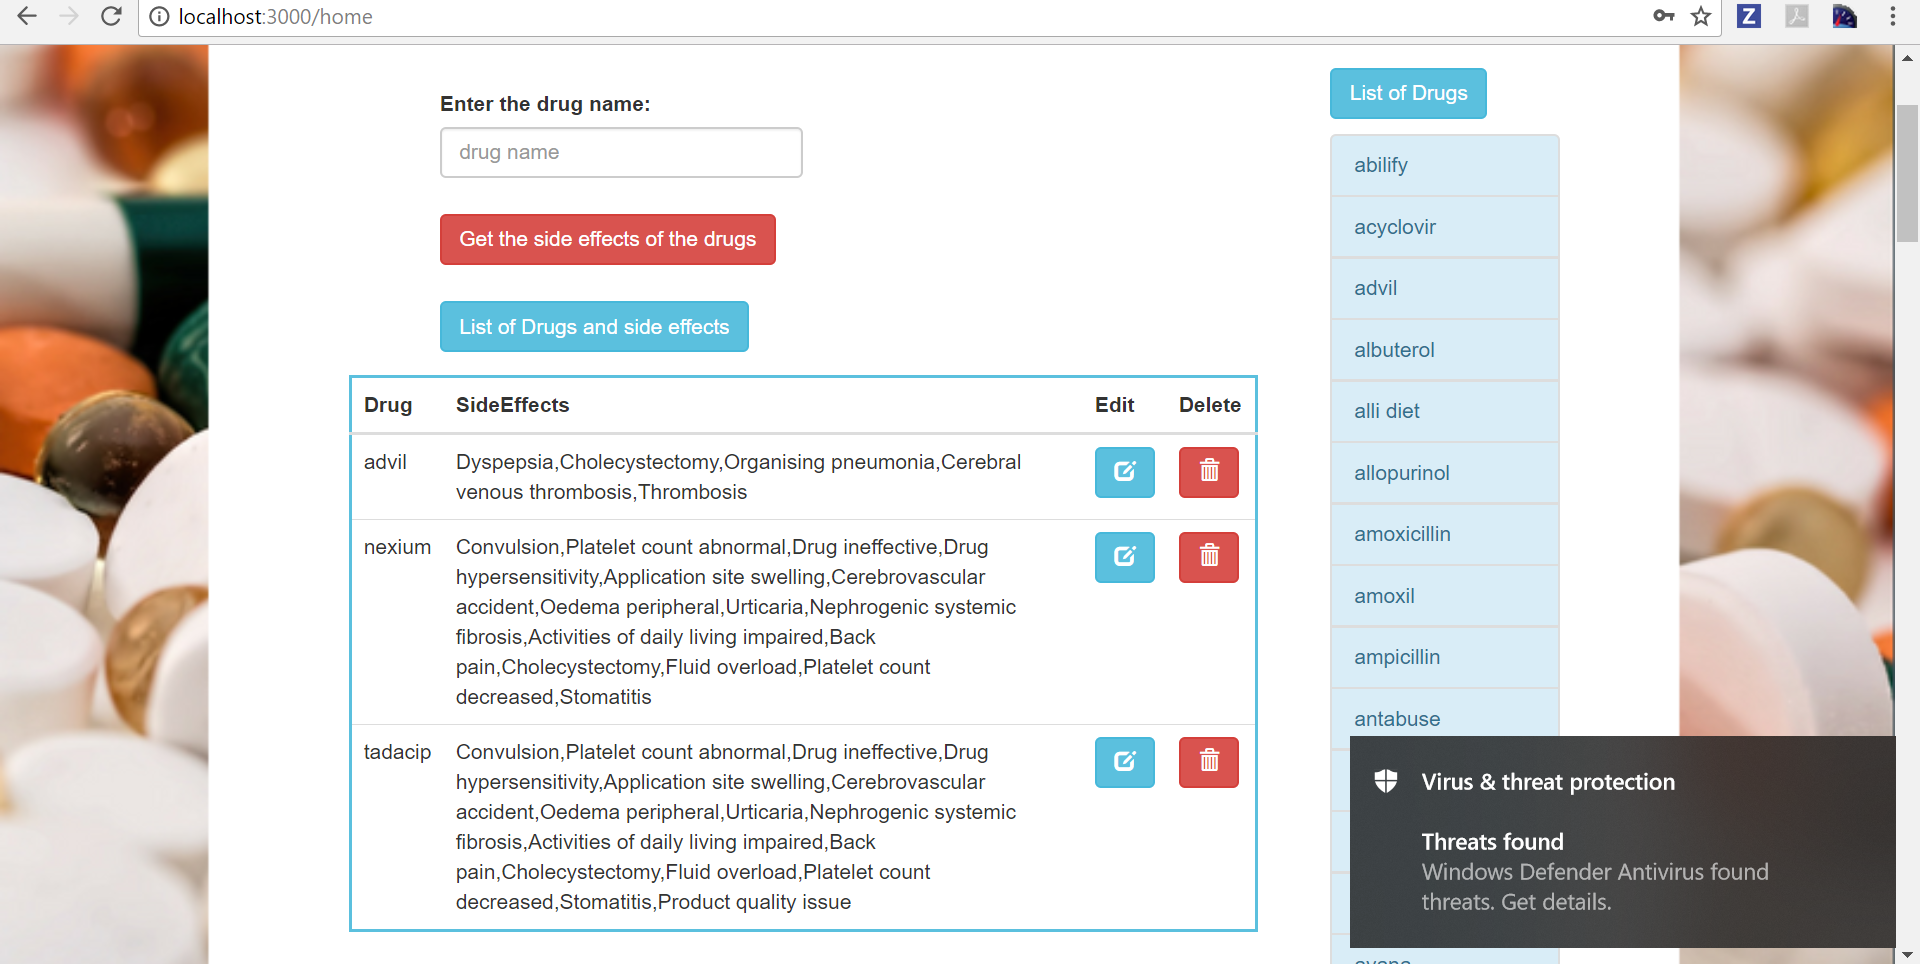 localhost:3000/home
Enter the drug name:
drug name
Get the side effects of the drugs
List of Drugs and side effects
Drug SideEffects Edit Delete
advil Dyspepsia,Cholecystectomy,Organising pneumonia,Cerebral
venous thrombosis,Thrombosis
nexium Convulsion,Platelet count abnormal,Drug ineffective,Drug
hypersensitivity,Application site swelling,Cerebrovascular
accident,Oedema peripheral,Urticaria,Nephrogenic systemic
fibrosis,Activities of daily living impaired,Back
pain,Cholecystectomy,Fluid overload,Platelet count
decreased,Stomatitis
tadacip Convulsion,Platelet count abnormal,Drug ineffective,Drug
hypersensitivity,Application site swelling,Cerebrovascular
accident,Oedema peripheral,Urticaria,Nephrogenic systemic
fibrosis,Activities of daily living impaired,Back
pain,Cholecystectomy,Fluid overload,Platelet count
decreased,Stomatitis,Product quality issue
List of Drugs
abilify
acyclovir
advil
albuterol
alli diet
allopurinol
amoxicillin
amoxil
ampicillin
antabuse
Virus & threat protection
Threats found
Windows Defender Antivirus found
threats. Get details.
Z